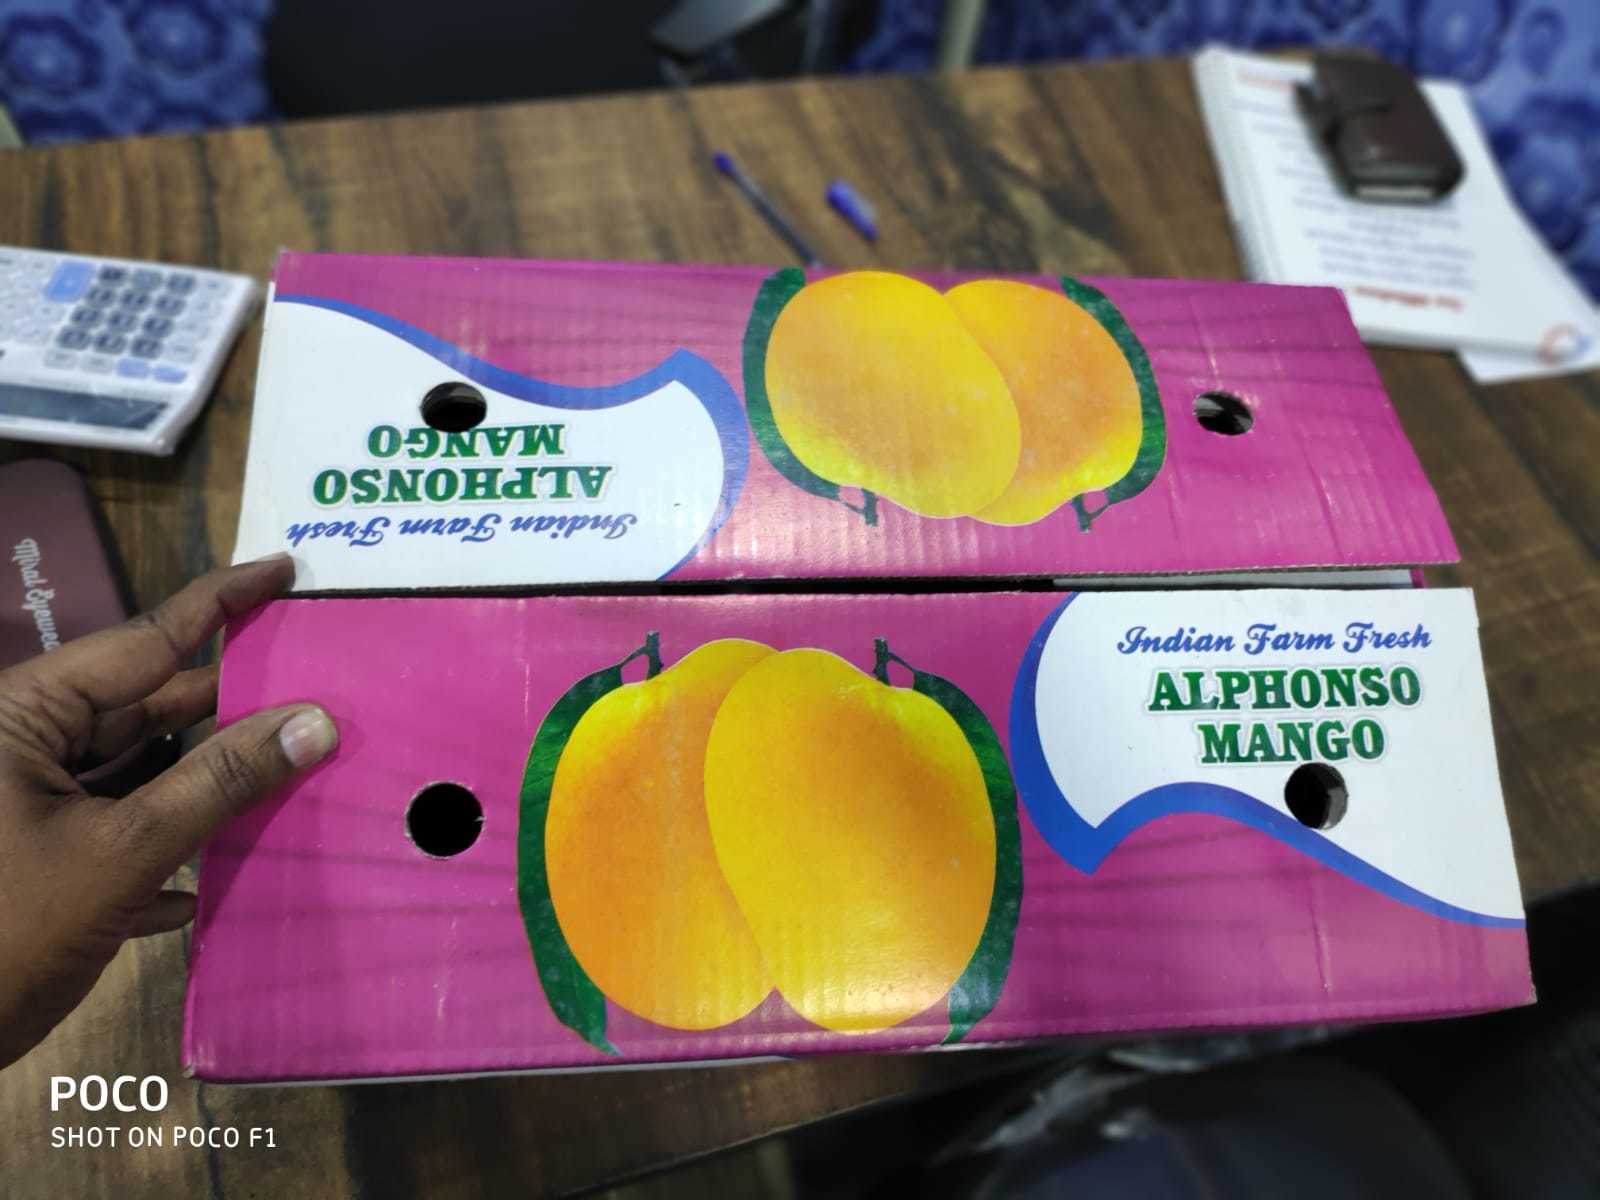 MANGO
ALPHONSO
Indian Farm Fresh
Indian Farm Fresh
ALPHONSO
MANGO
POCO
SHOT ON POCO F1